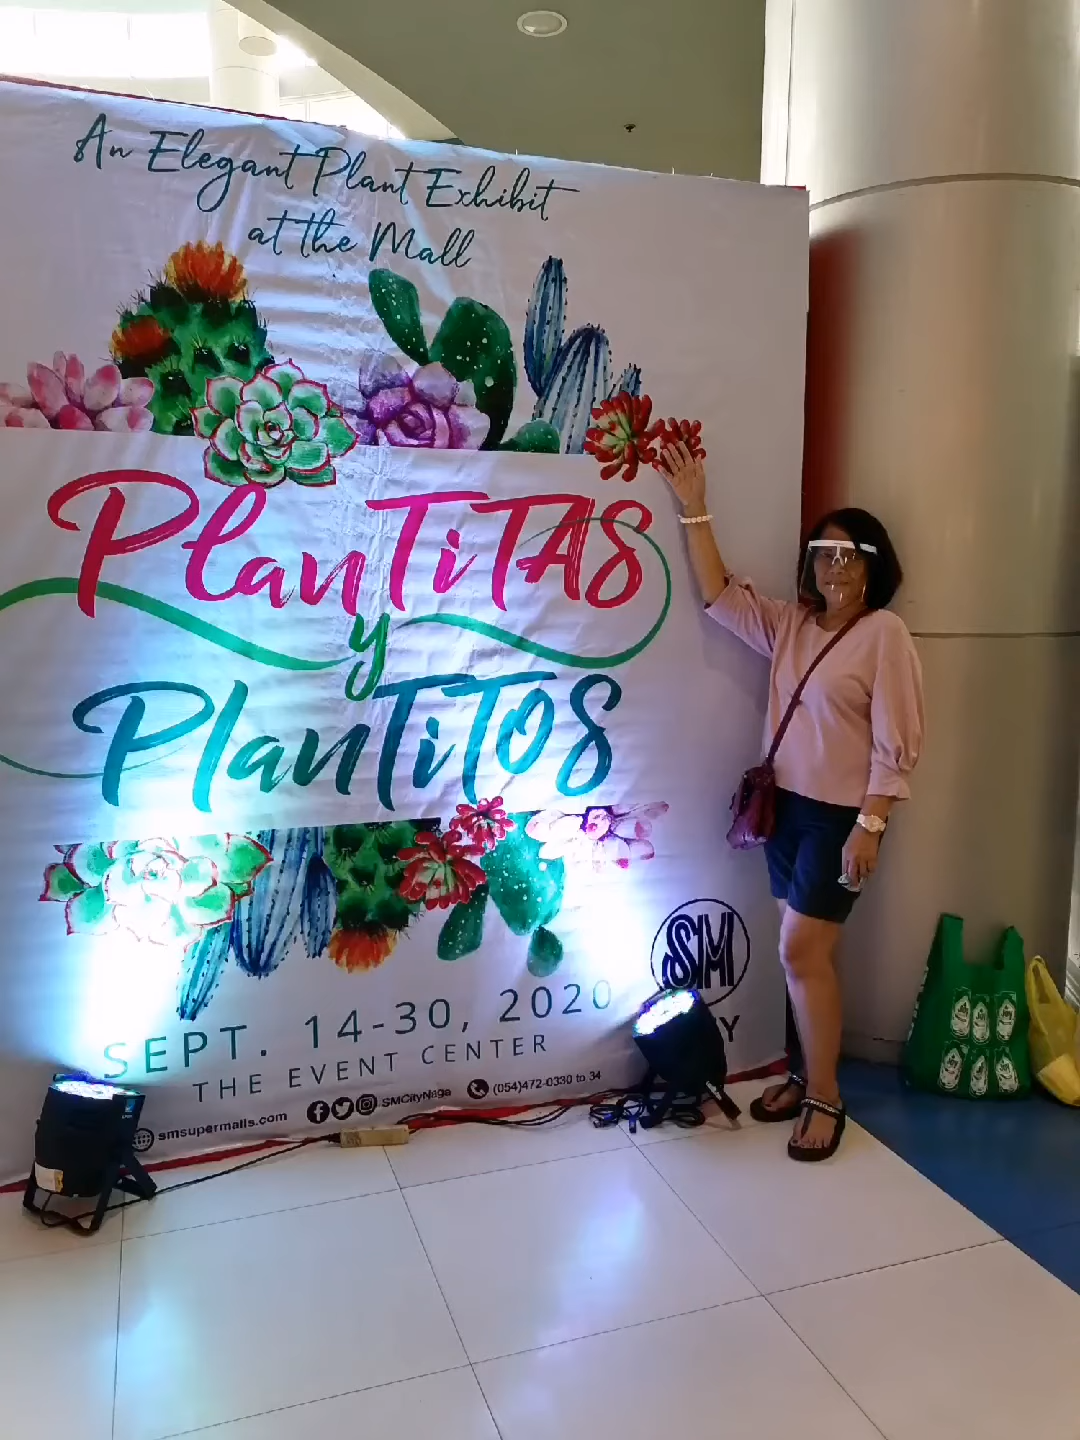 An Elegant Plant Exhibit
at the Mall
PlanTiTAS
y
PlanTiTOS
SM
SEPT. 14-30, 2020
THE EVENT CENTER
smsupermalls.com SMCityNaga (054)472-0330 to 34